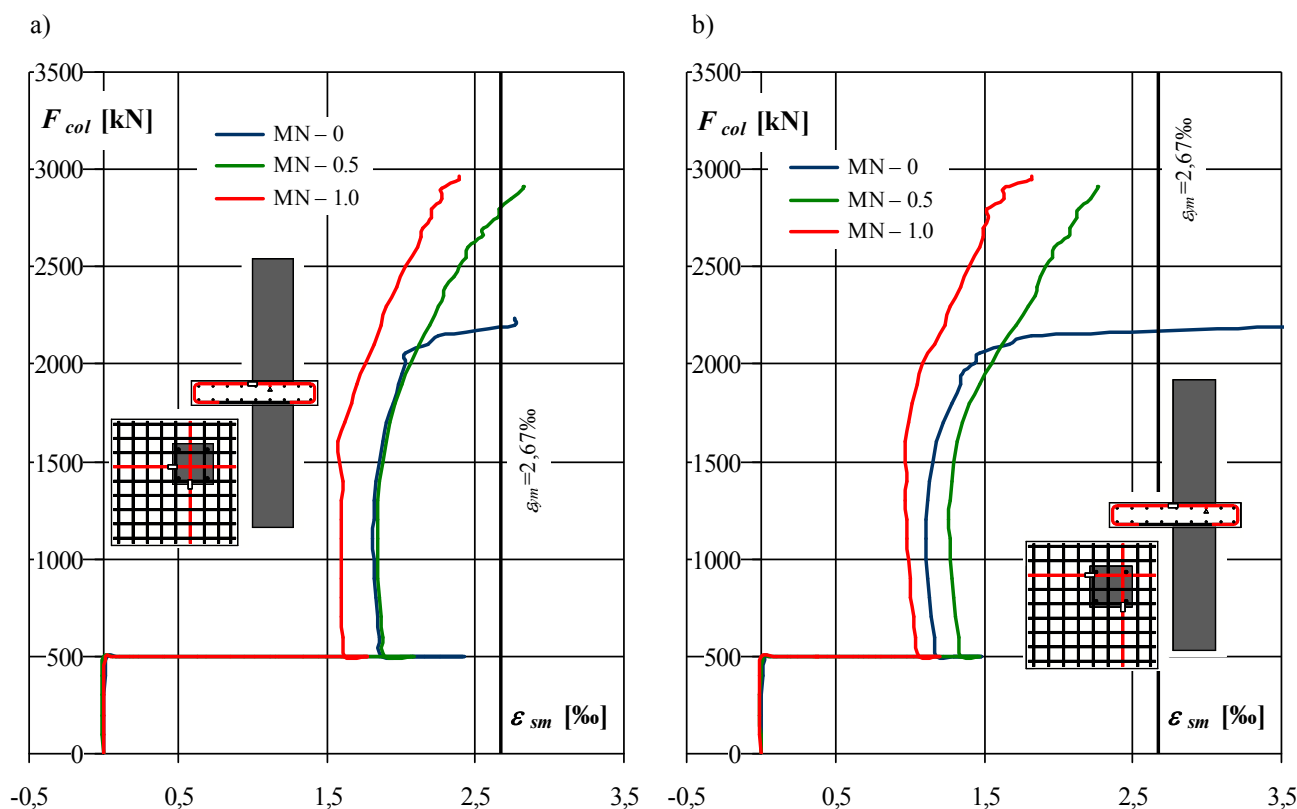 a)
3500
F col [kN]
MN – 0
MN – 0.5
MN – 1.0
3000
2500
2000
1500
1000
500
0
εym=2,67‰
ε sm [‰]
-0,5
0,5
1,5
2,5
3,5
b)
3500
F col [kN]
MN – 0
MN – 0.5
MN – 1.0
3000
2500
2000
1500
1000
500
0
εym=2,67‰
ε sm [‰]
-0,5
0,5
1,5
2,5
3,5